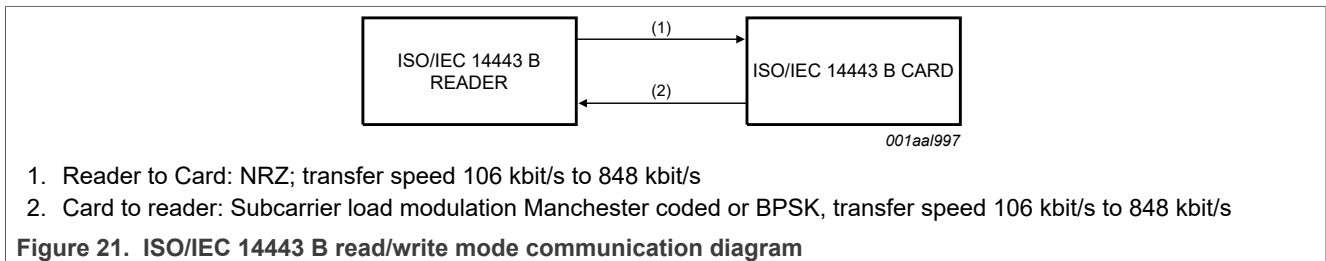 (1)
ISO/IEC 14443 B
READER
ISO/IEC 14443 B CARD
(2)
001aal997
1. Reader to Card: NRZ; transfer speed 106 kbit/s to 848 kbit/s
2. Card to reader: Subcarrier load modulation Manchester coded or BPSK, transfer speed 106 kbit/s to 848 kbit/s
Figure 21. ISO/IEC 14443 B read/write mode communication diagram